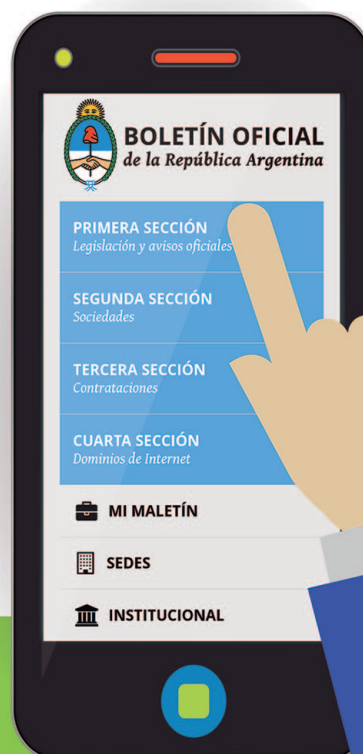 BOLETÍN OFICIAL
de la República Argentina
PRIMERA SECCIÓN
Legislación y avisos oficiales
SEGUNDA SECCIÓN
Sociedades
TERCERA SECCIÓN
Contrataciones
CUARTA SECCIÓN
Dominios de Internet
MI MALETÍN
SEDES
INSTITUCIONAL